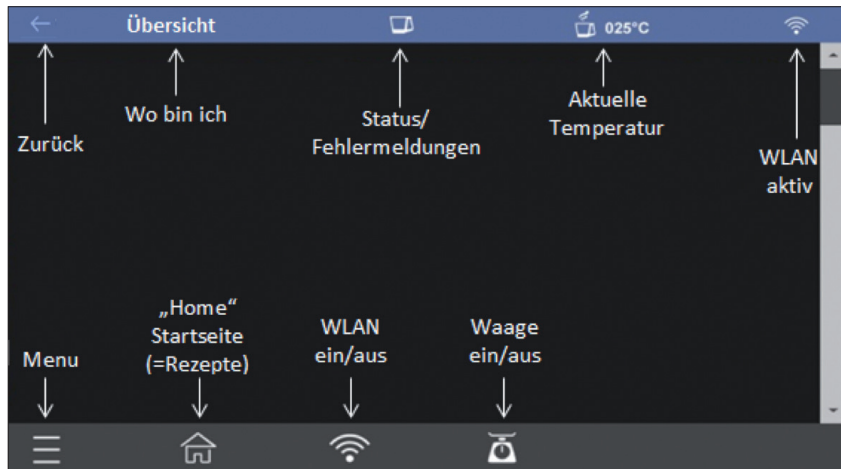 Übersicht
025°C
Wo bin ich
Zurück
Status/
Fehlermeldungen
Aktuelle
Temperatur
WLAN
aktiv
Menu
„Home“
Startseite
(=Rezepte)
WLAN
ein/aus
Waage
ein/aus